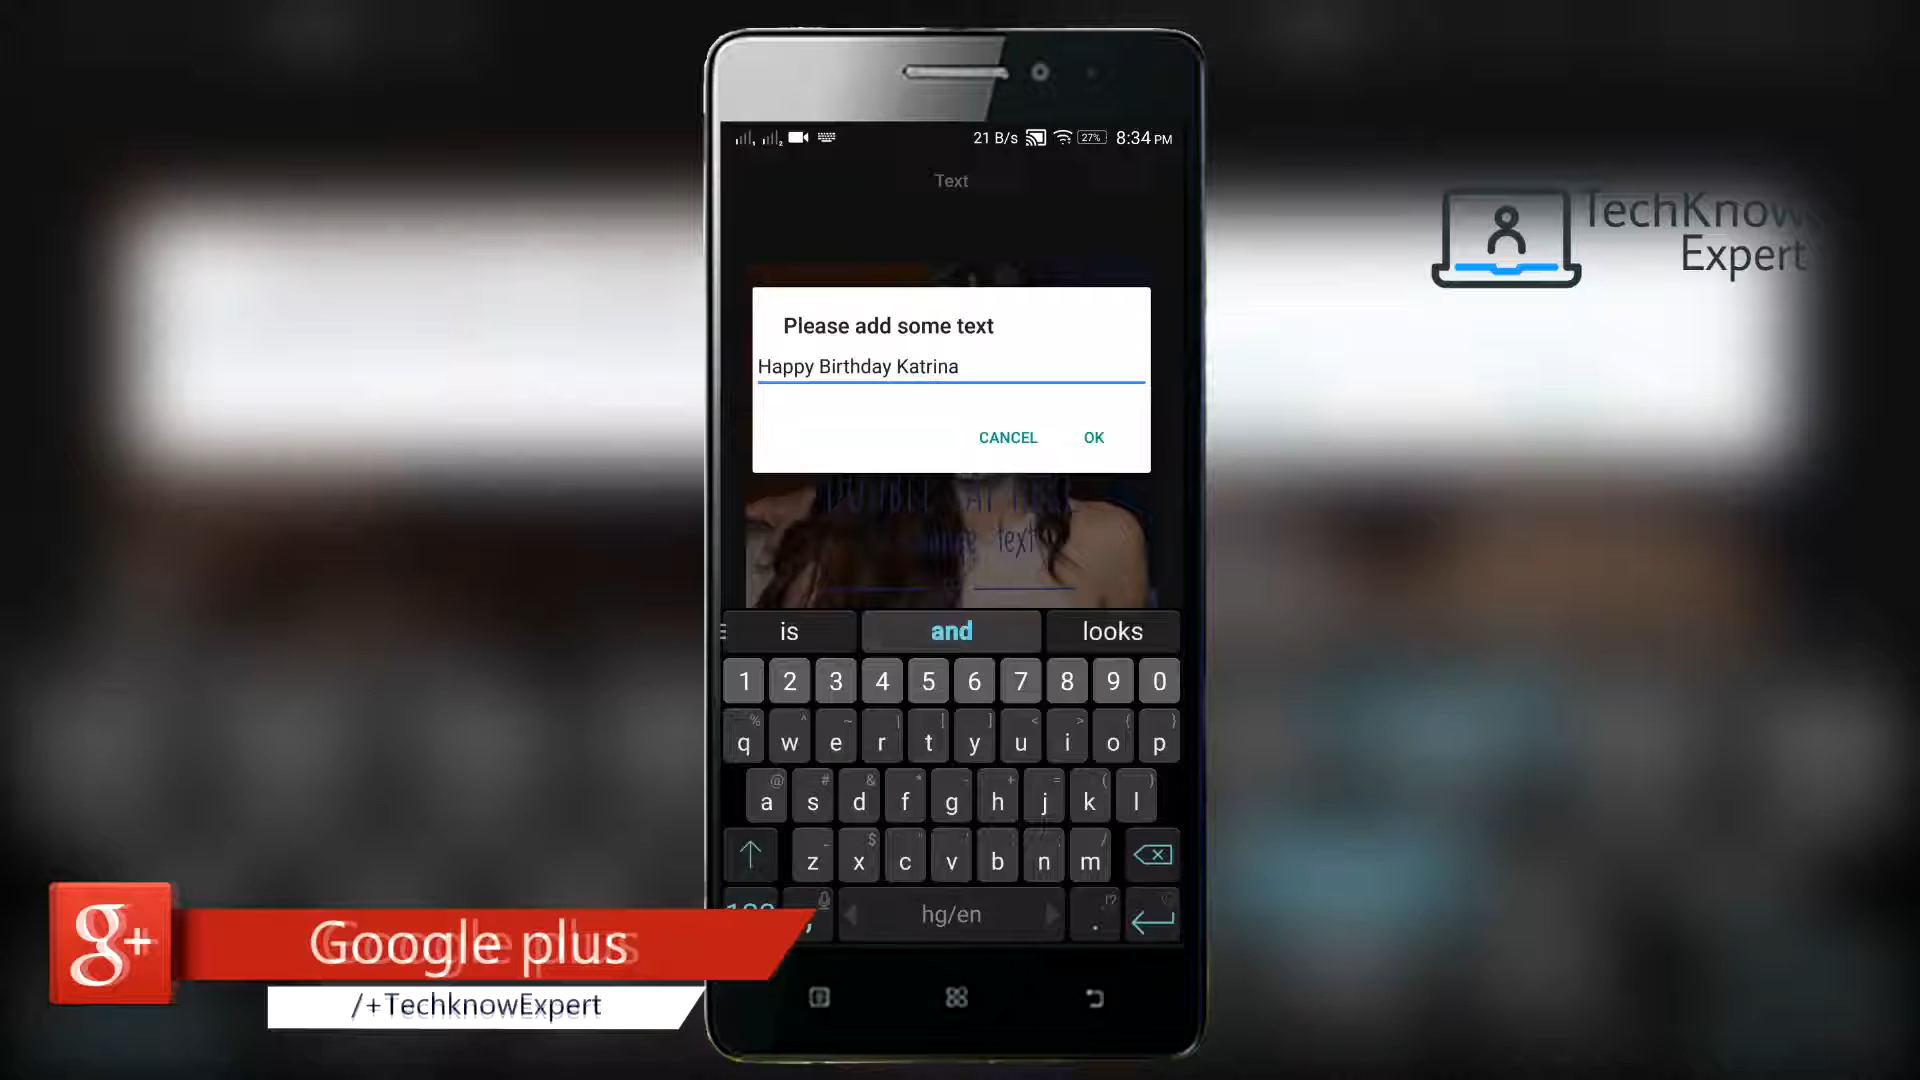 21 B/s 27% 8:34 PM
Text
TechKnow
Expert
Please add some text
Happy Birthday Katrina
CANCEL OK
text
is and looks
1 2 3 4 5 6 7 8 9 0
q w e r t y u i o p
a s d f g h j k l
z x c v b n m
hg/en
g+ Google plus
/+TechknowExpert